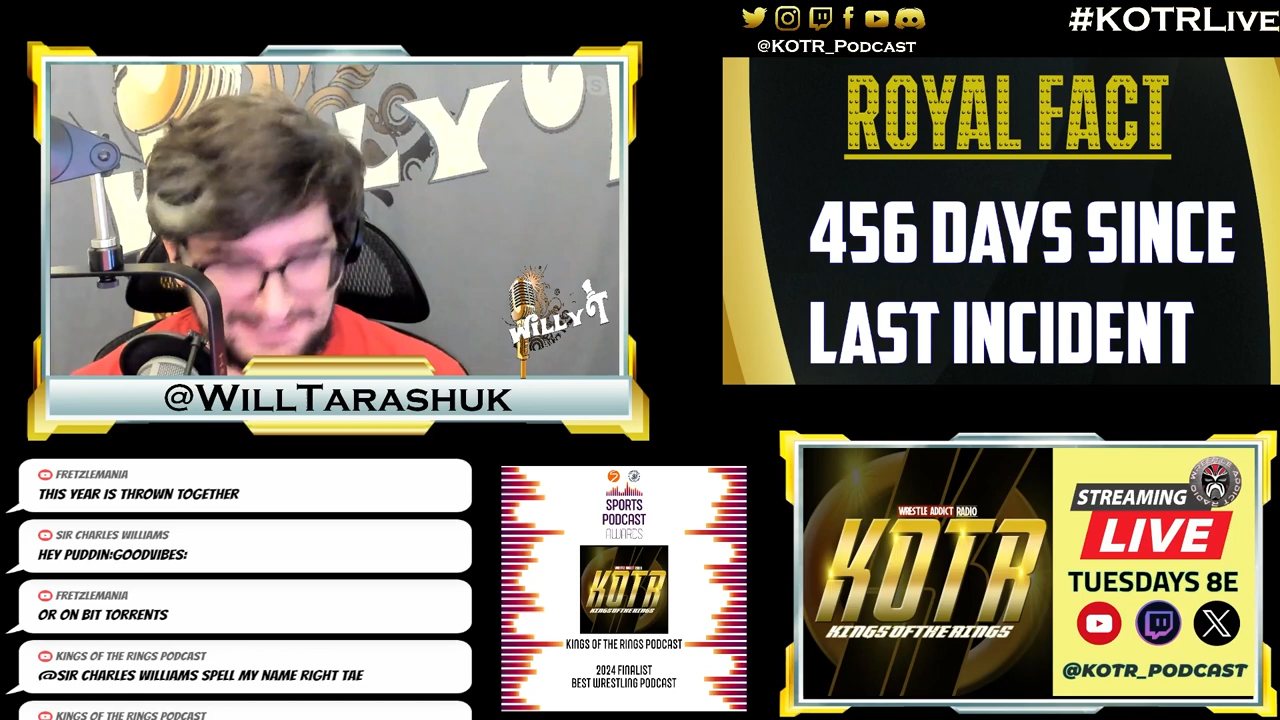 @KOTR_Podcast
#KOTRLive
LLY T
WiLLY T
@WillTarashuk
ROYAL FACT
456 DAYS SINCE
LAST INCIDENT
FRETZLEMANIA
THIS YEAR IS THROWN TOGETHER
SIR CHARLES WILLIAMS
HEY PUDDIN:GOODVIBES:
FRETZLEMANIA
OR ON BIT TORRENTS
KINGS OF THE RINGS PODCAST
@SIR CHARLES WILLIAMS SPELL MY NAME RIGHT TAE
KINGS OF THE RINGS PODCAST
SPORTS
PODCAST
AWARDS
KOTR
KINGS OF THE RINGS
KINGS OF THE RINGS PODCAST
2024 FINALIST
BEST WRESTLING PODCAST
WRESTLE ADDICT RADIO
KOTR
KINGS OF THE RINGS
STREAMING
LIVE
TUESDAYS 8E
@KOTR_PODCAST